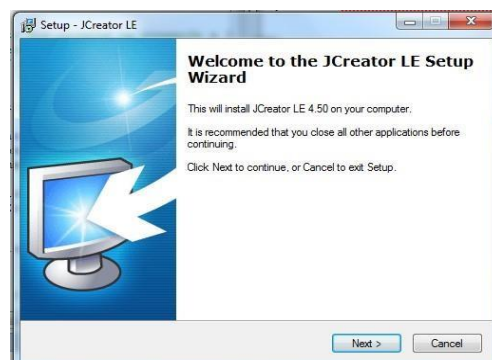 Setup - JCreator LE
Welcome to the JCreator LE Setup
Wizard
This will install JCreator LE 4.50 on your computer.
It is recommended that you close all other applications before
continuing.
Click Next to continue, or Cancel to exit Setup.
Next >
Cancel